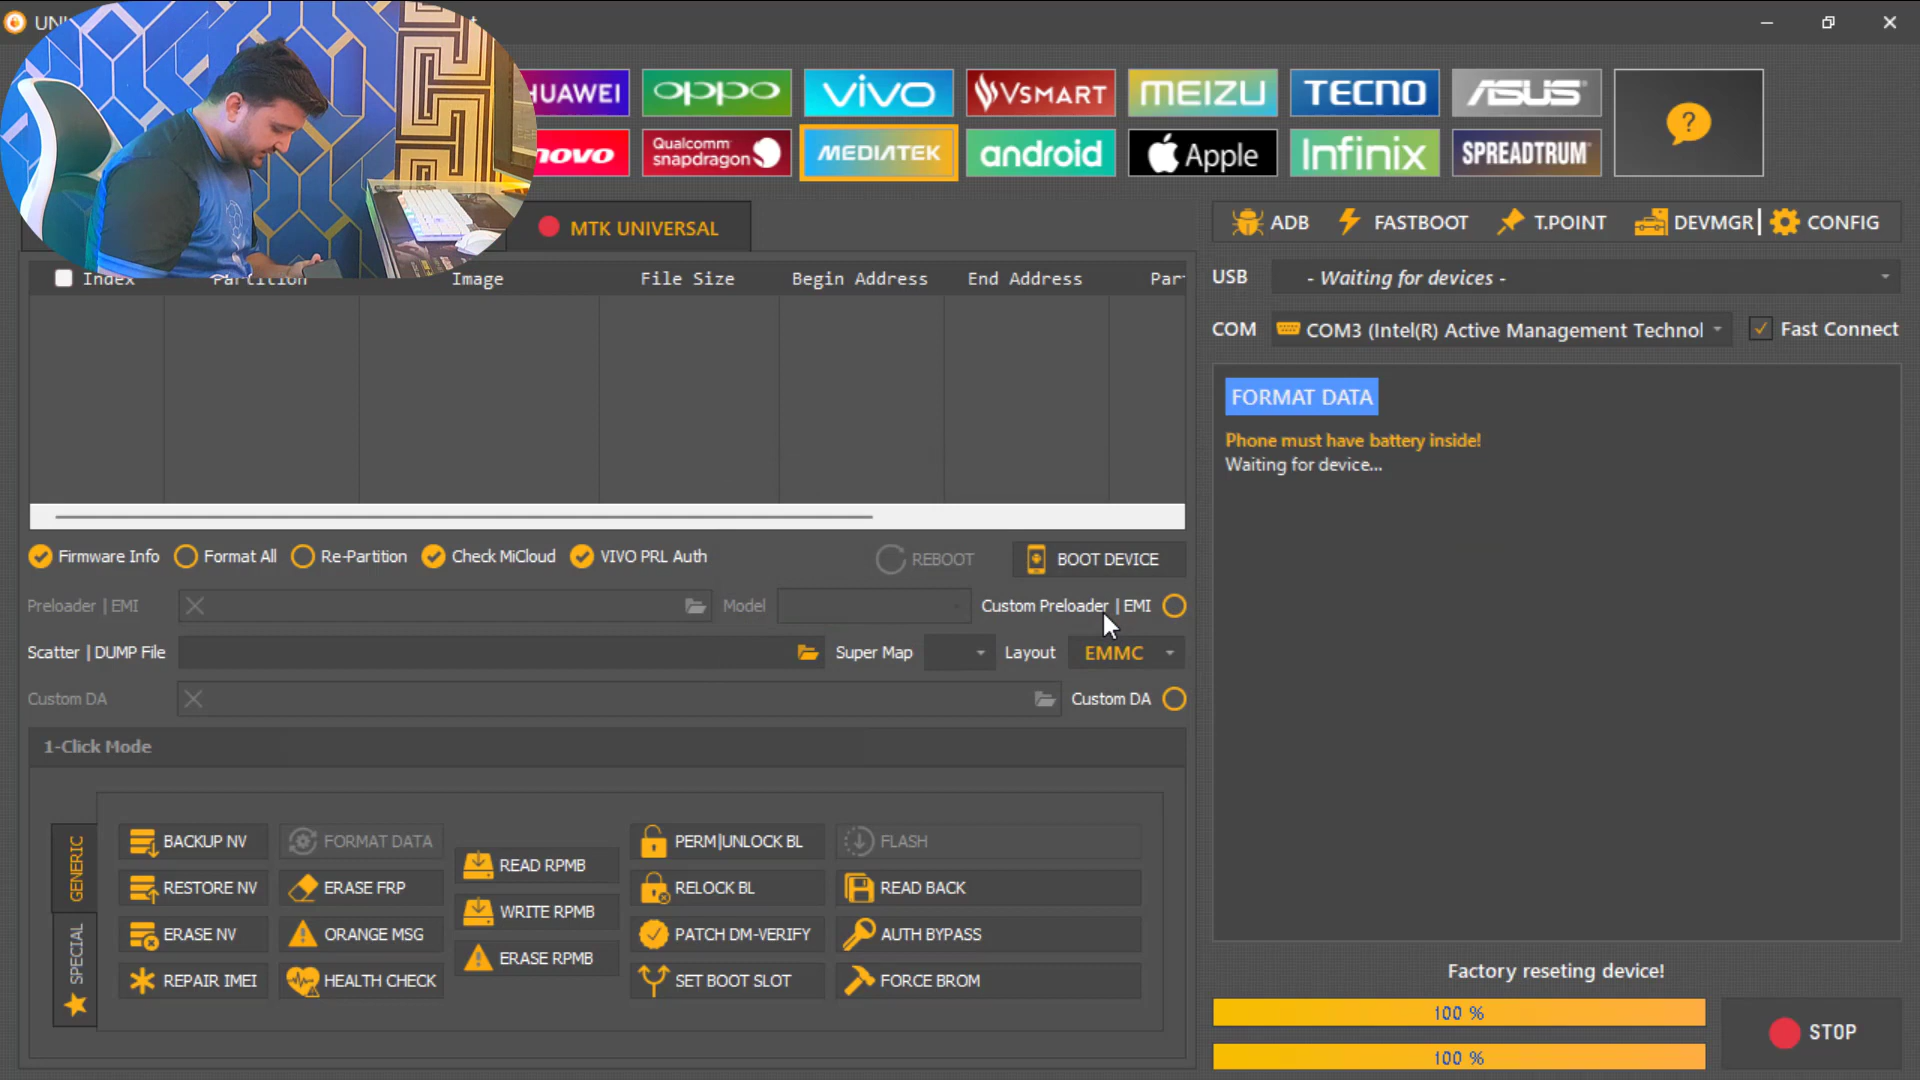 HUAWEI
oppo
vivo
VSMART
MEIZU
TECNO
ASUS
?
novo
Qualcomm
snapdragon
MEDIATEK
android
Apple
Infinix
SPREADTRUM
MTK UNIVERSAL
ADB
FASTBOOT
T.POINT
DEVMGR
CONFIG
Index
Partition
Image
File Size
Begin Address
End Address
Par
USB
- Waiting for devices -
COM
COM3 (Intel(R) Active Management Technol
Fast Connect
FORMAT DATA
Phone must have battery inside!
Waiting for device...
Firmware Info
Format All
Re-Partition
Check MiCloud
VIVO PRL Auth
REBOOT
BOOT DEVICE
Preloader | EMI
Model
Custom Preloader | EMI
Scatter | DUMP File
Super Map
Layout
EMMC
Custom DA
Custom DA
1-Click Mode
GENERIC
SPECIAL
BACKUP NV
FORMAT DATA
READ RPMB
PERM|UNLOCK BL
FLASH
RESTORE NV
ERASE FRP
WRITE RPMB
RELOCK BL
READ BACK
ERASE NV
ORANGE MSG
ERASE RPMB
PATCH DM-VERIFY
AUTH BYPASS
REPAIR IMEI
HEALTH CHECK
SET BOOT SLOT
FORCE BROM
Factory reseting device!
100 %
100 %
STOP